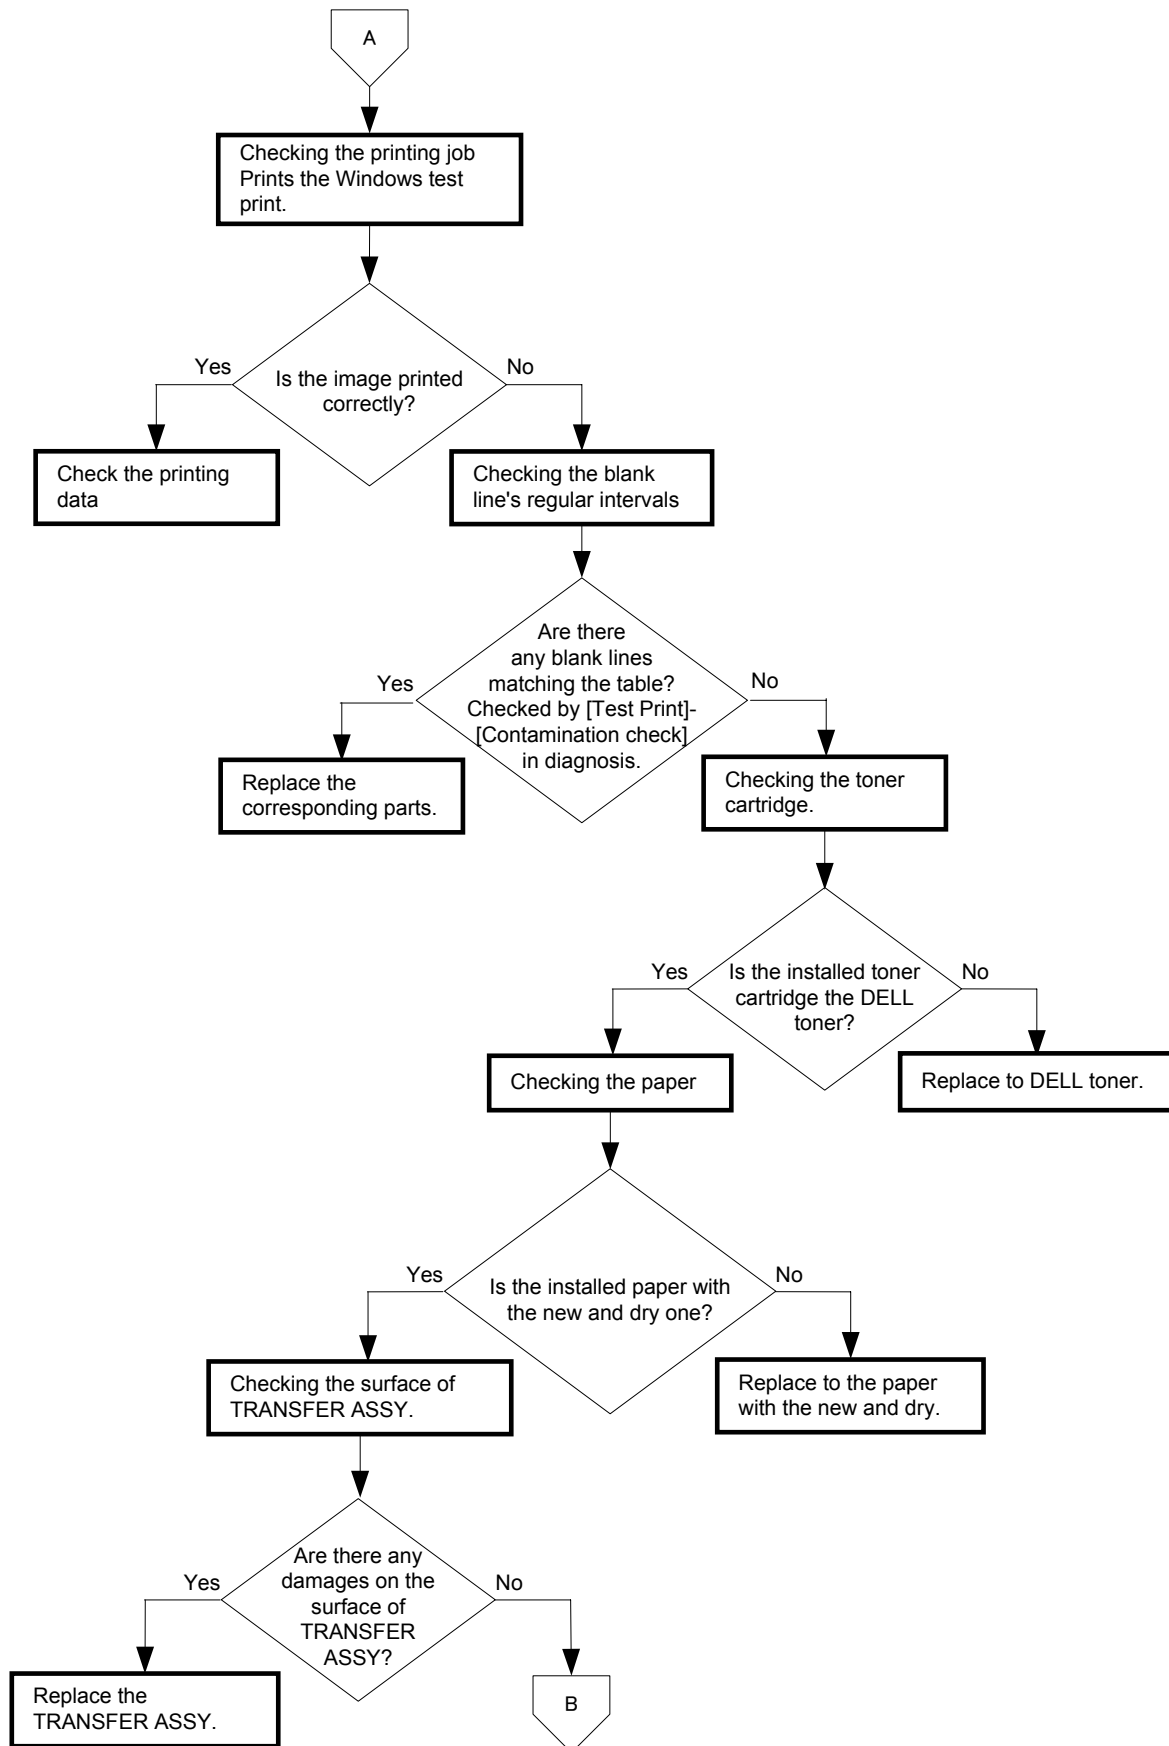 A
Checking the printing job
Prints the Windows test
print.
Yes
No
Is the image printed
correctly?
Check the printing
data
Checking the blank
line's regular intervals
Are there
any blank lines
matching the table?
Checked by [Test Print]-
[Contamination check]
in diagnosis.
Yes
No
Replace the
corresponding parts.
Checking the toner
cartridge.
Yes
Is the installed toner
cartridge the DELL
toner?
No
Checking the paper
Replace to DELL toner.
Yes
Is the installed paper with
the new and dry one?
No
Checking the surface of
TRANSFER ASSY.
Replace to the paper
with the new and dry.
Are there any
damages on the
surface of
TRANSFER
ASSY?
Yes
No
Replace the
TRANSFER ASSY.
B